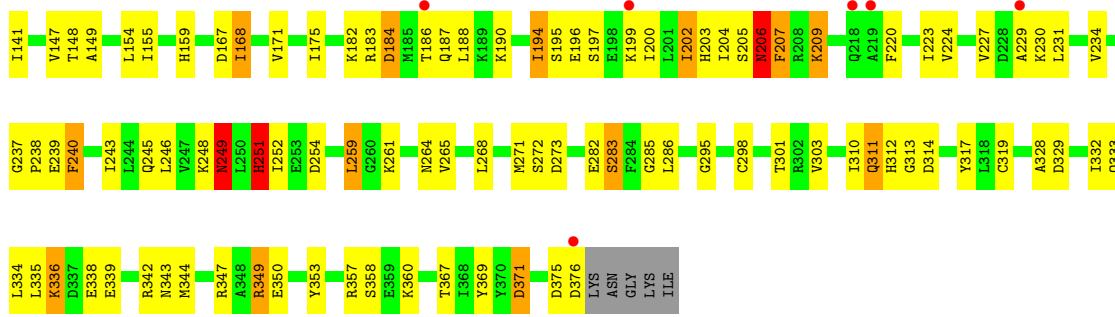 I141 V147 T148 A149 L154 I155 H159 D167 I168 V171 I175 K182 R183 D184 M185 T186 Q187 L188 K189 K190 I194 S195 E196 S197 E198 K199 I200 L201 I202 H203 I204 S205 N206 F207 R208 K209 Q218 A219 F220 I223 V224 V227 D228 A229 K230 L231 V234
G237 P238 E239 F240 I243 L244 Q245 L246 V247 K248 N249 L250 H251 I252 E253 D254 L259 G260 K261 N264 V265 L268 M271 S272 D273 E282 S283 F284 G285 L286 G295 C298 T301 R302 V303 I310 Q311 H312 G313 D314 Y317 L318 C319 A328 D329 I332 Q333
L334 L335 K336 D337 E338 E339 R342 N343 M344 R347 A348 R349 E350 Y353 R357 S358 E359 K360 T367 I368 Y369 Y370 D371 D375 D376 LYS ASN GLY LYS ILE